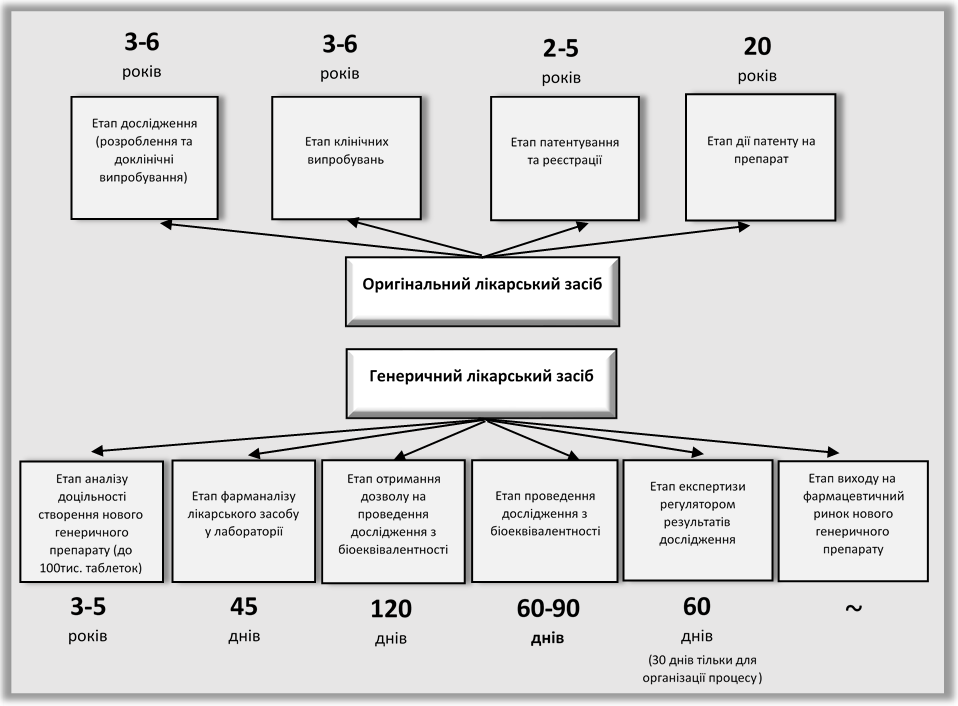 3-6
років
Етап дослідження
(розроблення та
доклінічні
випробування)
3-6
років
Етап клінічних
випробувань
2-5
років
Етап патентування
та реєстрації
20
років
Етап дії патенту на
препарат
Оригінальний лікарський засіб
Генеричний лікарський засіб
Етап аналізу
доцільності
створення нового
генеричного
препарату (до
100тис. таблеток)
3-5
років
Етап фарманалізу
лікарського засобу
у лабораторії
45
днів
Етап отримання
дозволу на
проведення
дослідження з
біоеквівалентності
120
днів
Етап проведення
дослідження з
біоеквівалентності
60-90
днів
Етап експертизи
регулятором
результатів
дослідження
60
днів
(30 днів тільки для
організації процесу)
Етап виходу на
фармацевтичний
ринок нового
генеричного
препарату
~